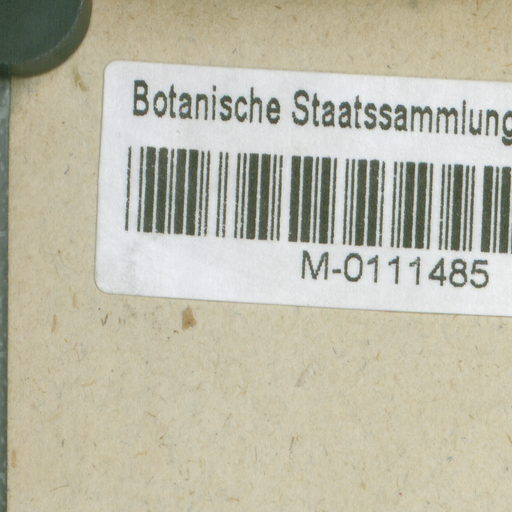 Botanische Staatssammlung
M-0111485